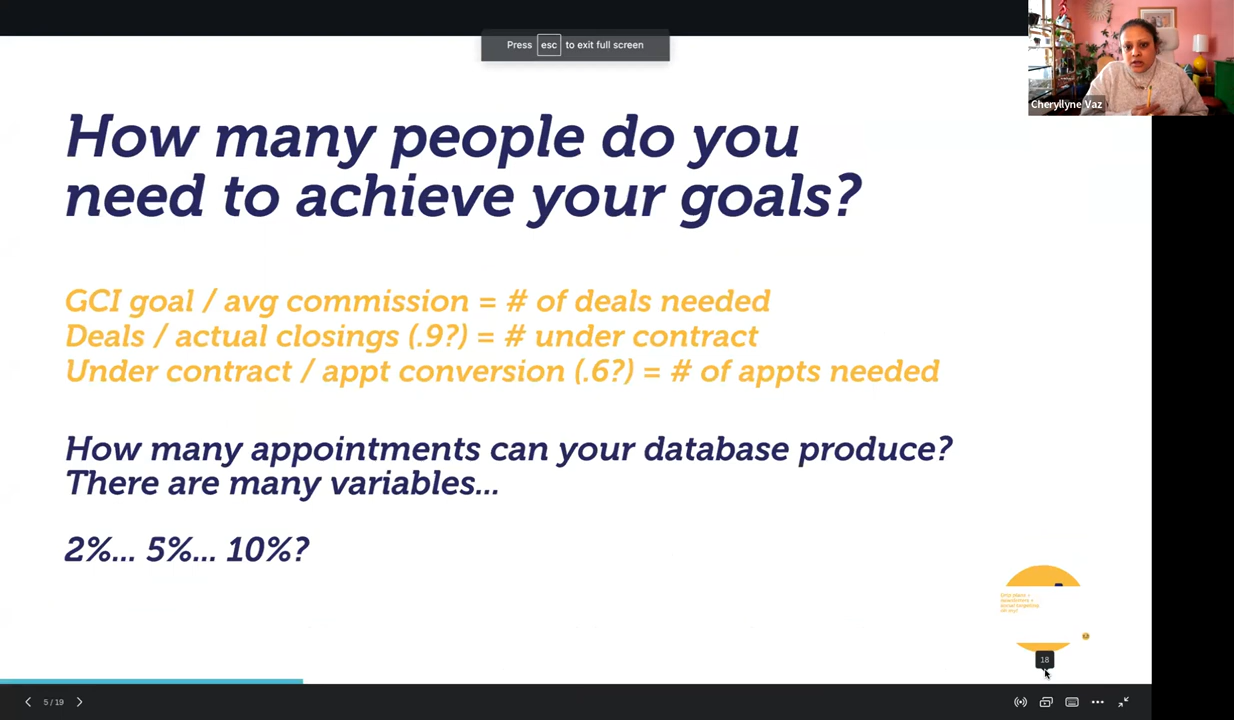 Press esc to exit full screen
Cheryllyne Vaz
How many people do you
need to achieve your goals?
GCI goal / avg commission = # of deals needed
Deals / actual closings (.9?) = # under contract
Under contract / appt conversion (.6?) = # of appts needed
How many appointments can your database produce?
There are many variables...
2%... 5%... 10%?
18
5 / 19